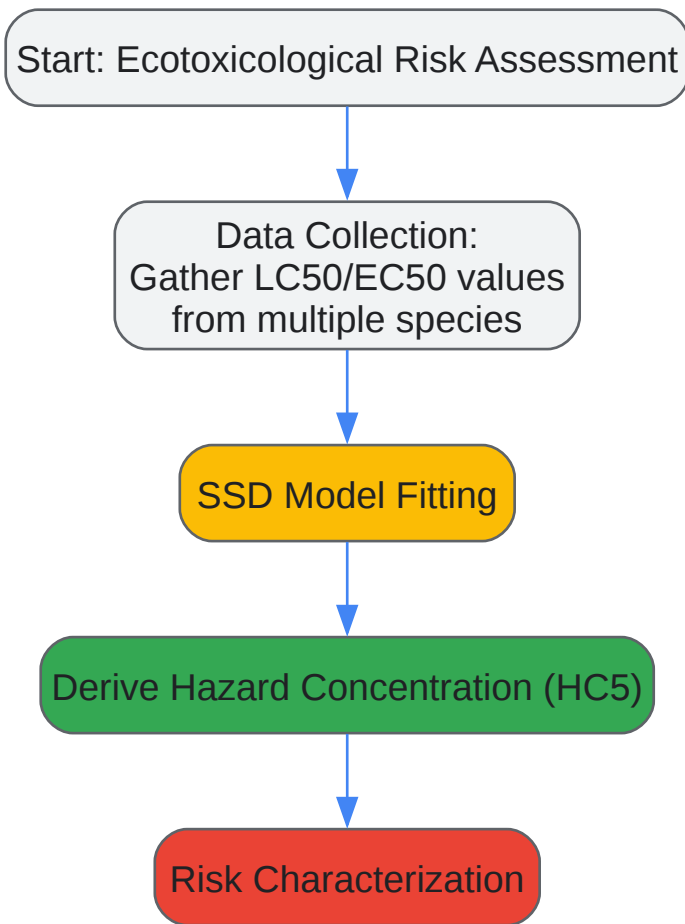 Start: Ecotoxicological Risk Assessment
Data Collection:
Gather LC50/EC50 values
from multiple species
SSD Model Fitting
Derive Hazard Concentration (HC5)
Risk Characterization